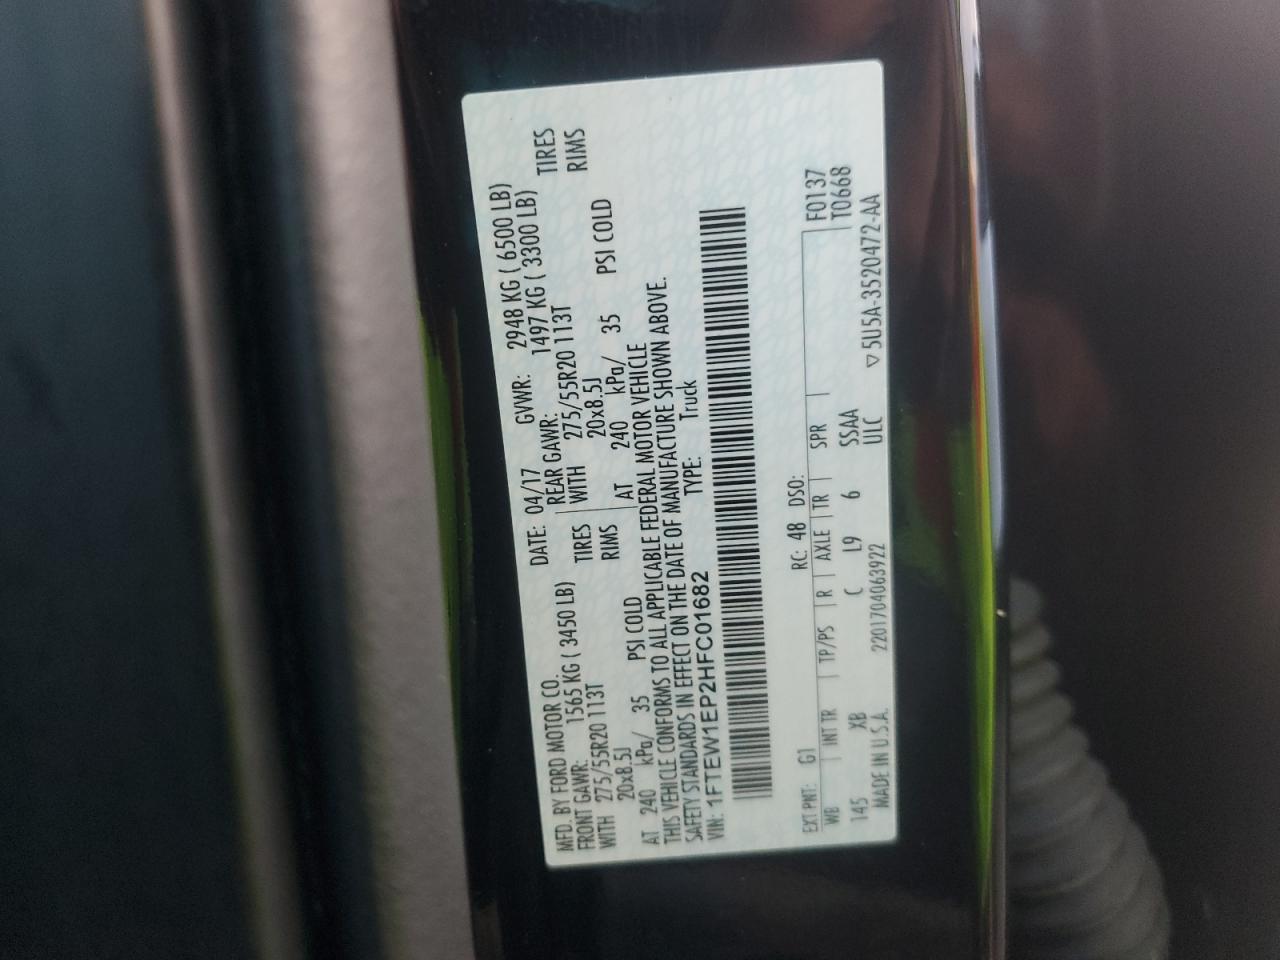 MFD. BY FORD MOTOR CO. DATE: 04/17 GVWR: 2948 KG ( 6500 LB)
FRONT GAWR: 1565 KG ( 3450 LB) REAR GAWR: 1497 KG ( 3300 LB)
WITH 275/55R20 113T TIRES WITH 275/55R20 113T TIRES
20x8.5J RIMS 20x8.5J RIMS
AT 240 kPa/ 35 PSI COLD AT 240 kPa/ 35 PSI COLD
THIS VEHICLE CONFORMS TO ALL APPLICABLE FEDERAL MOTOR VEHICLE
SAFETY STANDARDS IN EFFECT ON THE DATE OF MANUFACTURE SHOWN ABOVE.
VIN: 1FTEW1EP2HFC01682 TYPE: Truck
EXT PNT: G1 RC: 48 DSO: F0137
WB INT TR TP/PS R AXLE TR SPR T0668
145 XB C L9 6 SSAA
MADE IN U.S.A. 2201704063922 ULC ▽ 5U5A-3520472-AA